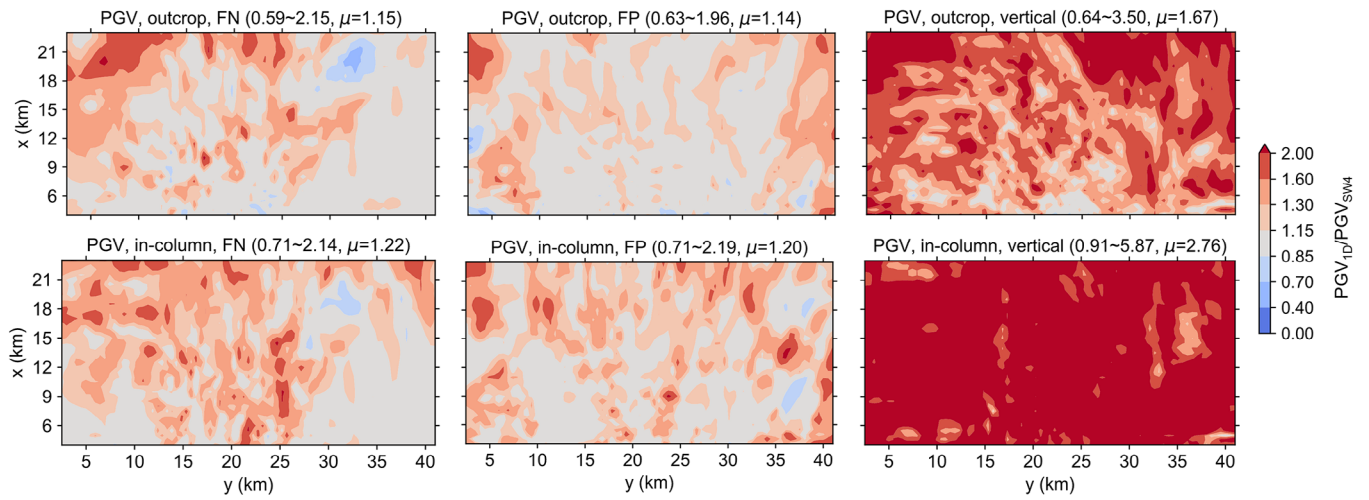 PGV, outcrop, FN (0.59~2.15, μ=1.15)
PGV, outcrop, FP (0.63~1.96, μ=1.14)
PGV, outcrop, vertical (0.64~3.50, μ=1.67)
x (km)
21
18
15
12
9
6
PGV, in-column, FN (0.71~2.14, μ=1.22)
PGV, in-column, FP (0.71~2.19, μ=1.20)
PGV, in-column, vertical (0.91~5.87, μ=2.76)
x (km)
21
18
15
12
9
6
5 10 15 20 25 30 35 40
5 10 15 20 25 30 35 40
5 10 15 20 25 30 35 40
y (km)
y (km)
y (km)
2.00
1.60
1.30
1.15
0.85
0.70
0.40
0.00
PGV1D/PGVSW4